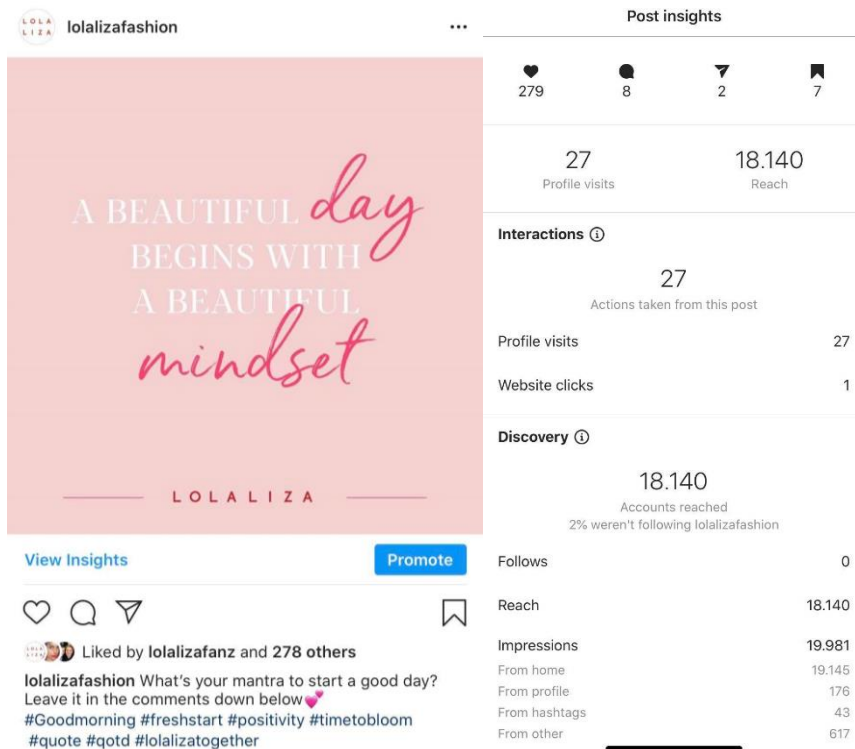 LOLA
LIZA
lolalizafashion
A BEAUTIFUL day
BEGINS WITH
A BEAUTIFUL
mindset
LOLALIZA
View Insights
Promote
Liked by lolalizafanz and 278 others
lolalizafashion What's your mantra to start a good day?
Leave it in the comments down below💕
#Goodmorning #freshstart #positivity #timetobloom
#quote #qotd #lolalizatogether
Post insights
279 8 2 7
27 18.140
Profile visits Reach
Interactions
27
Actions taken from this post
Profile visits 27
Website clicks 1
Discovery
18.140
Accounts reached
2% weren't following lolalizafashion
Follows 0
Reach 18.140
Impressions 19.981
From home 19.145
From profile 176
From hashtags 43
From other 617